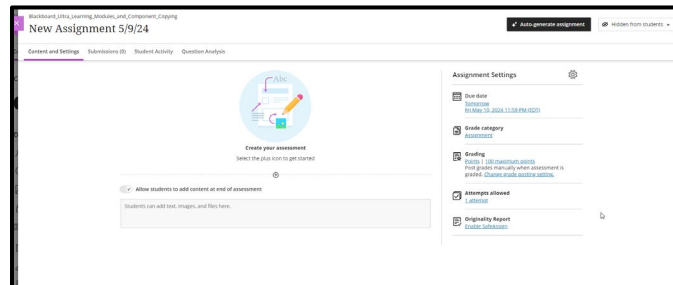 Blackboard_Ultra_Learning_Modules_and_Component_Copying
New Assignment 5/9/24
Auto-generate assignment
Hidden from students
Content and Settings
Submissions (0)
Student Activity
Question Analysis
Abc
Create your assessment
Select the plus icon to get started
Allow students to add content at end of assessment
Students can add text, images, and files here.
Assignment Settings
Due date
Tomorrow
Fri May 10, 2024 11:59 PM (EDT)
Grade category
Assignment
Grading
Points | 100 maximum points
Post grades manually when assessment is
graded. Change grade posting setting.
Attempts allowed
1 attempt
Originality Report
Enable SafeAssign